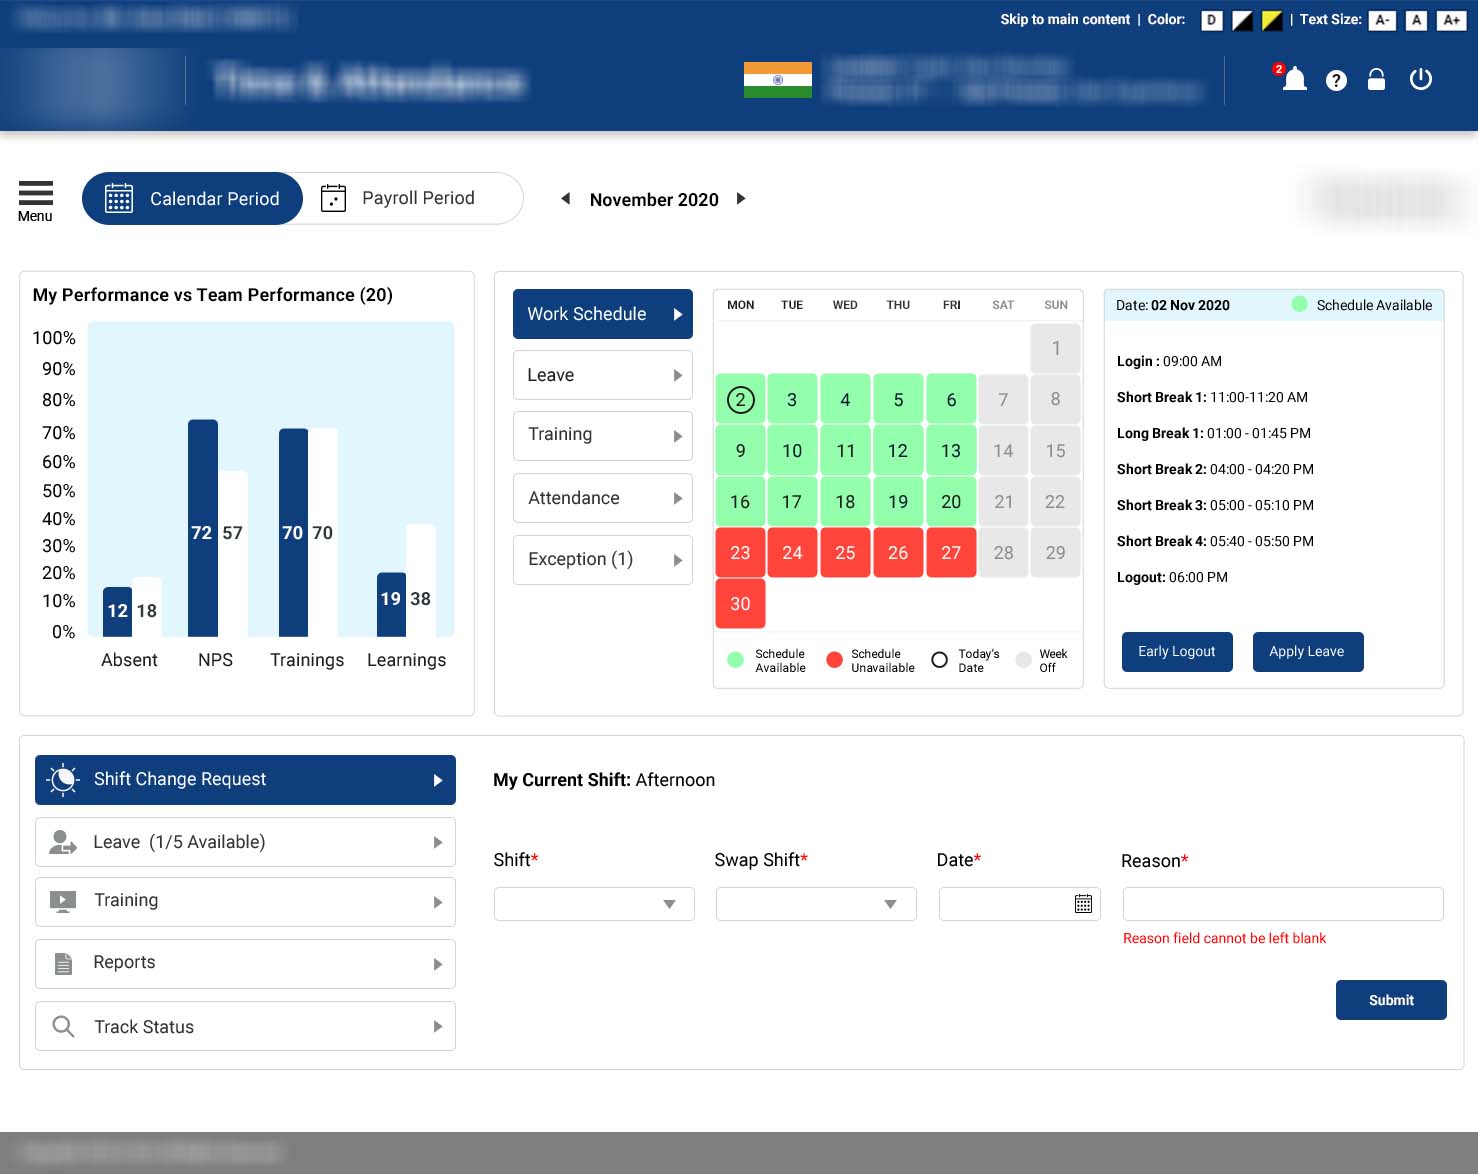 Skip to main content | Color: D | Text Size: A- A A+
2
?
Menu
Calendar Period
Payroll Period
November 2020
My Performance vs Team Performance (20)
100%
90%
80%
70%
60%
50%
40%
30%
20%
10%
0%
12 18
72 57
70 70
19 38
Absent NPS Trainings Learnings
Work Schedule
Leave
Training
Attendance
Exception (1)
MON TUE WED THU FRI SAT SUN
1
2 3 4 5 6 7 8
9 10 11 12 13 14 15
16 17 18 19 20 21 22
23 24 25 26 27 28 29
30
Schedule Available
Schedule Unavailable
Today's Date
Week Off
Date: 02 Nov 2020 Schedule Available
Login : 09:00 AM
Short Break 1: 11:00-11:20 AM
Long Break 1: 01:00 - 01:45 PM
Short Break 2: 04:00 - 04:20 PM
Short Break 3: 05:00 - 05:10 PM
Short Break 4: 05:40 - 05:50 PM
Logout: 06:00 PM
Early Logout
Apply Leave
Shift Change Request
Leave (1/5 Available)
Training
Reports
Track Status
My Current Shift: Afternoon
Shift*
Swap Shift*
Date*
Reason*
Reason field cannot be left blank
Submit